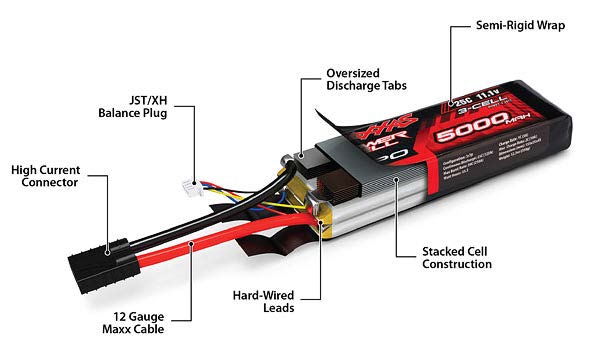 Semi-Rigid Wrap
Oversized
Discharge Tabs
JST/XH
Balance Plug
High Current
Connector
25C 11.1v
3-CELL
5000 MAH
Stacked Cell
Construction
Hard-Wired
Leads
12 Gauge
Maxx Cable